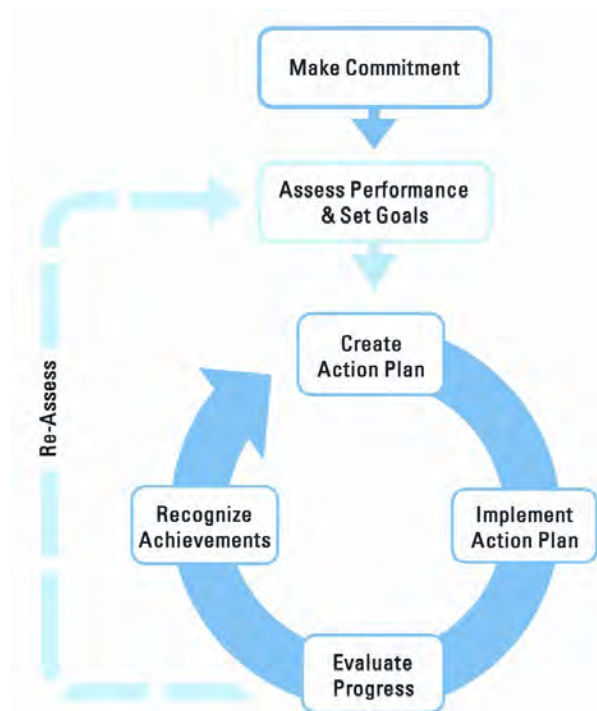 Make Commitment
Assess Performance
& Set Goals
Create
Action Plan
Re-Assess
Recognize
Achievements
Implement
Action Plan
Evaluate
Progress